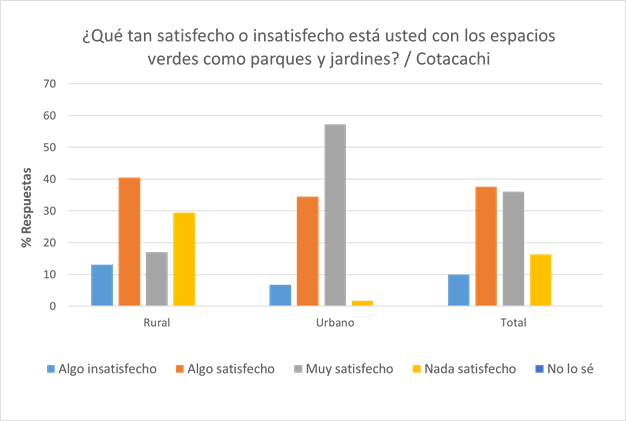 ¿Qué tan satisfecho o insatisfecho está usted con los espacios
verdes como parques y jardines? / Cotacachi
70
60
50
40
30
20
10
0
% Respuestas
Rural Urbano Total
Algo insatisfecho Algo satisfecho Muy satisfecho Nada satisfecho No lo sé